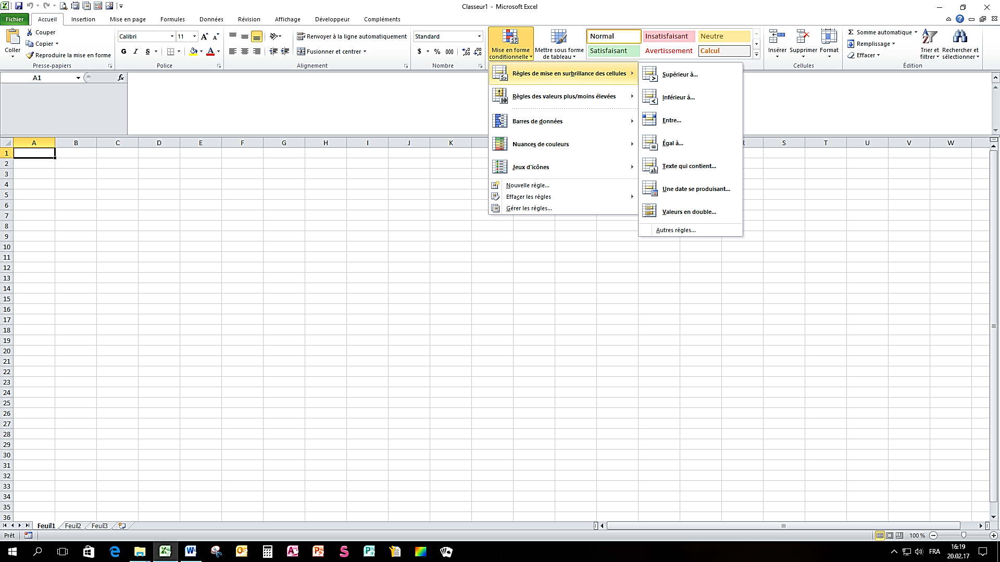 Classeur1 - Microsoft Excel
Fichier Accueil Insertion Mise en page Formules Données Révision Affichage Développeur Compléments
Coller
Couper
Copier
Reproduire la mise en forme
Presse-papiers
Calibri 11
G I S
Police
Renvoyer à la ligne automatiquement
Fusionner et centrer
Alignement
Standard
$ % 000
Nombre
Mise en forme conditionnelle
Mettre sous forme de tableau
Normal Insatisfaisant Neutre
Satisfaisant Avertissement Calcul
Insérer Supprimer Format
Cellules
Σ Somme automatique
Remplissage
Effacer
Trier et filtrer
Rechercher et sélectionner
Édition
A1 fx
Règles de mise en surbrillance des cellules
Règles des valeurs plus/moins élevées
Barres de données
Nuances de couleurs
Jeux d'icônes
Nouvelle règle...
Effacer les règles
Gérer les règles...
Supérieur à...
Inférieur à...
Entre...
Égal à...
Texte qui contient...
Une date se produisant...
Valeurs en double...
Autres règles...
A B C D E F G H I J K R S T U V W
1
2
3
4
5
6
7
8
9
10
11
12
13
14
15
16
17
18
19
20
21
22
23
24
25
26
27
28
29
30
31
32
33
34
35
36
Feuil1 Feuil2 Feuil3
Prêt
100 %
FRA
16:19
20.02.17